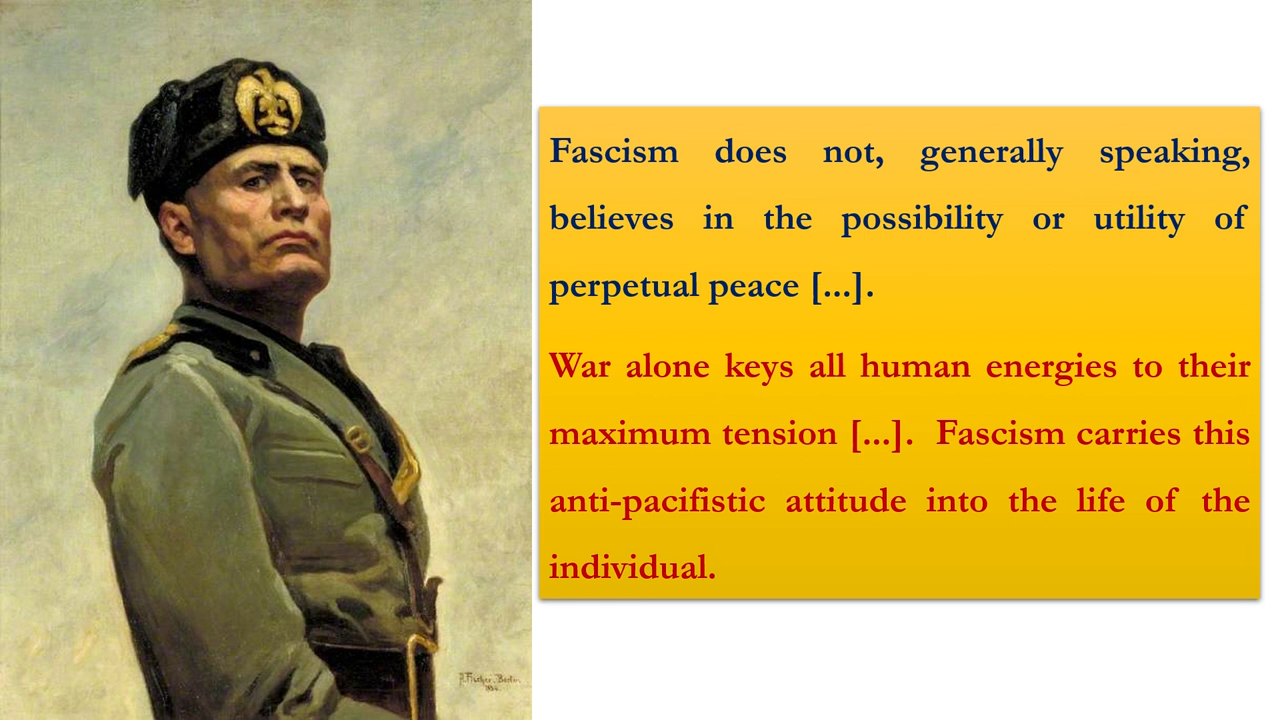 Fascism does not, generally speaking,
believes in the possibility or utility of
perpetual peace [...].
War alone keys all human energies to their
maximum tension [...]. Fascism carries this
anti-pacifistic attitude into the life of the
individual.